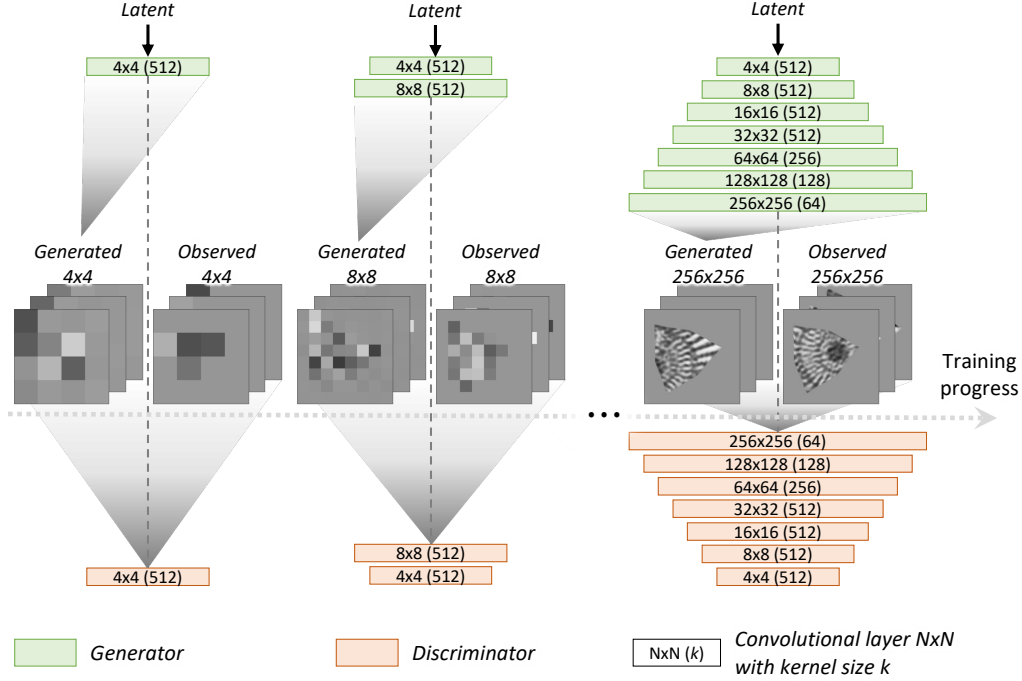 Latent
4x4 (512)
Generated
4x4
Observed
4x4
4x4 (512)
Latent
4x4 (512)
8x8 (512)
Generated
8x8
Observed
8x8
8x8 (512)
4x4 (512)
...
Latent
4x4 (512)
8x8 (512)
16x16 (512)
32x32 (512)
64x64 (256)
128x128 (128)
256x256 (64)
Generated
256x256
Observed
256x256
256x256 (64)
128x128 (128)
64x64 (256)
32x32 (512)
16x16 (512)
8x8 (512)
4x4 (512)
Training
progress
Generator
Discriminator
NxN (k)
Convolutional layer NxN
with kernel size k